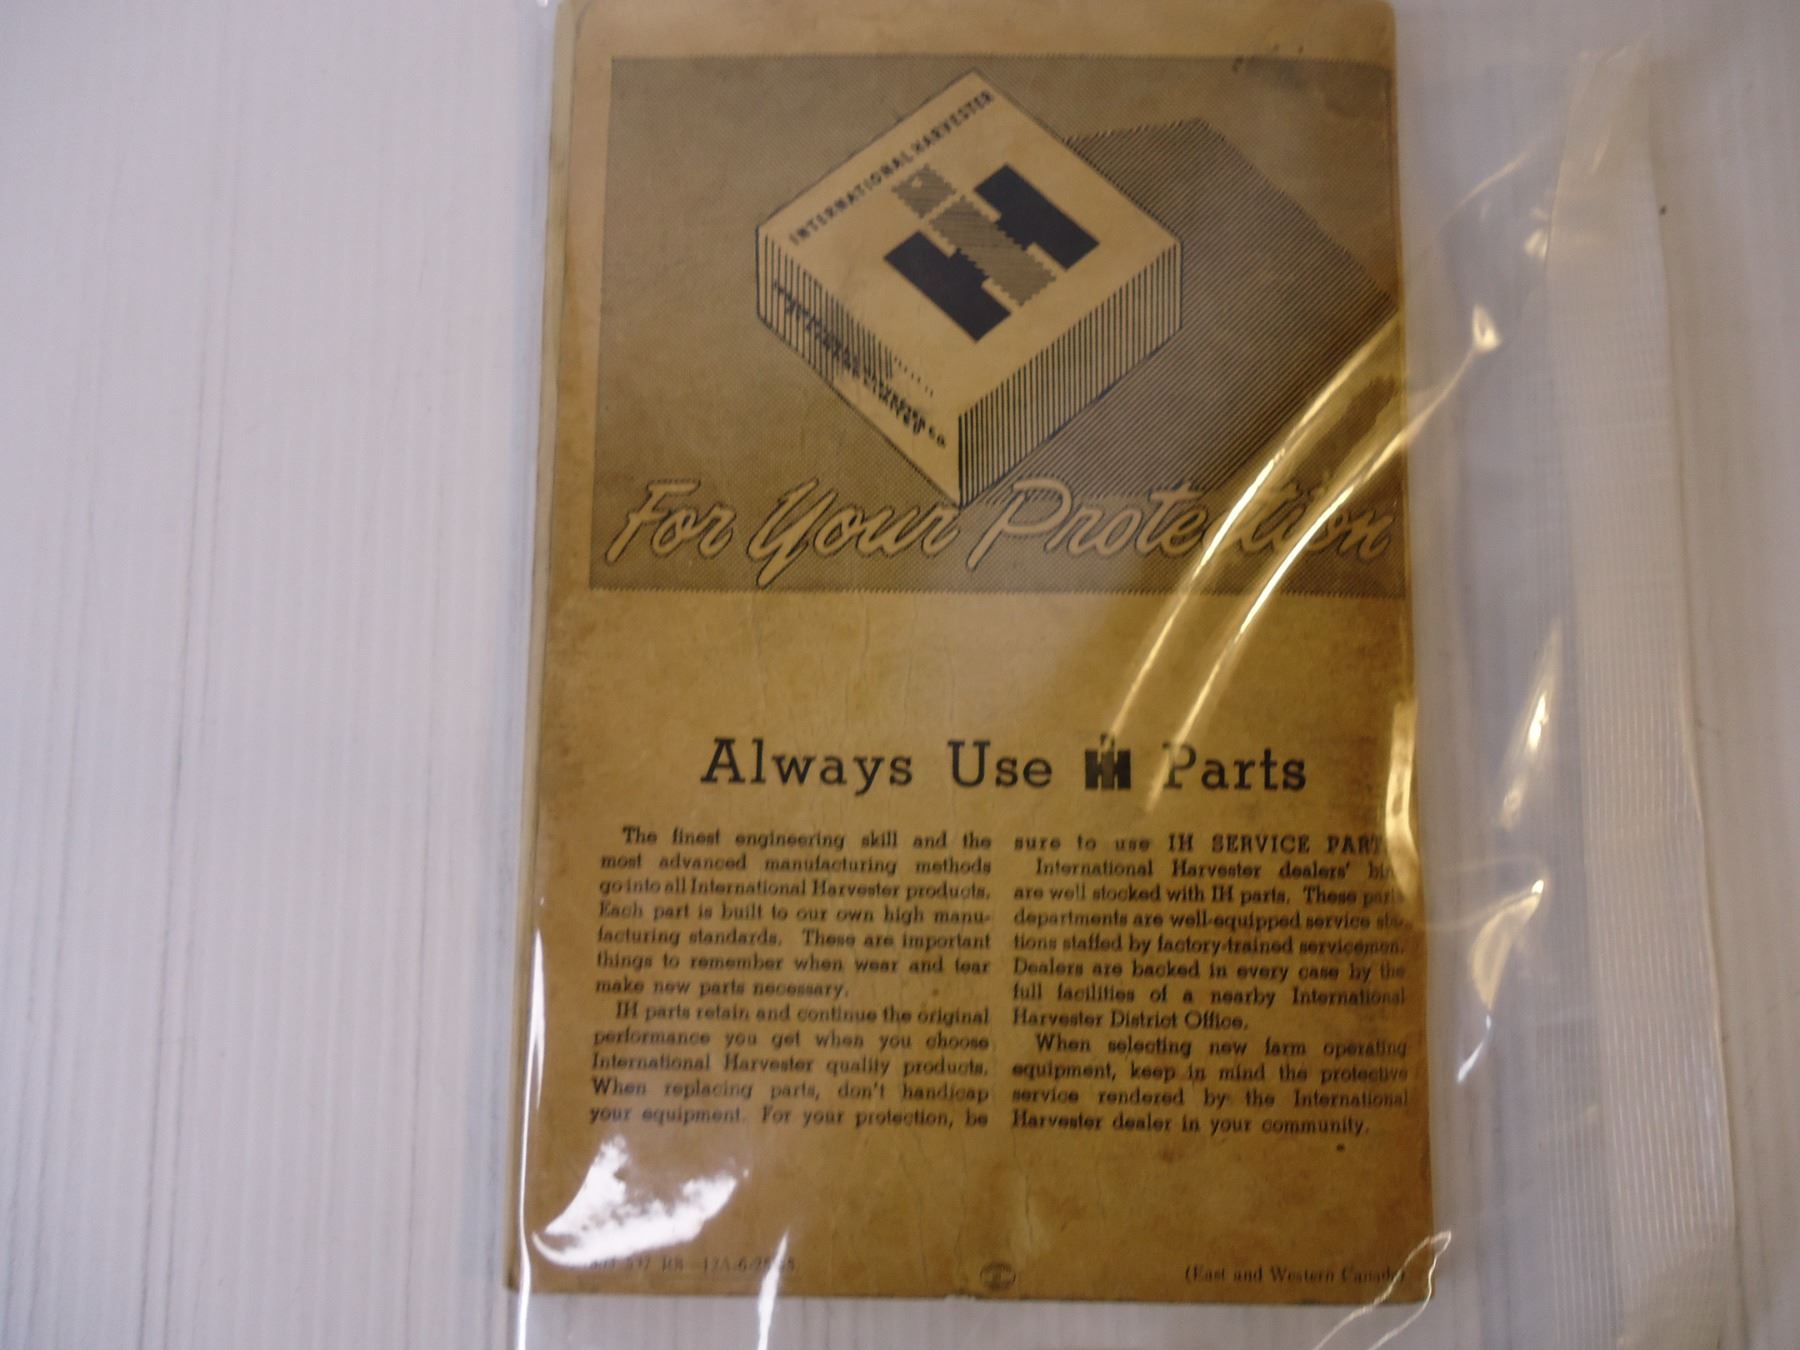 INTERNATIONAL HARVESTER
For Your Protection
Always Use IH Parts
The finest engineering skill and the
most advanced manufacturing methods
go into all International Harvester products.
Each part is built to our own high manu-
facturing standards. These are important
things to remember when wear and tear
make new parts necessary.
IH parts retain and continue the original
performance you get when you choose
International Harvester quality products.
When replacing parts, don't handicap
your equipment. For your protection, be
sure to use IH SERVICE PART
International Harvester dealers' bi
are well stocked with IH parts. These parts
departments are well-equipped service sta-
tions staffed by factory-trained servicemen.
Dealers are backed in every case by the
full facilities of a nearby International
Harvester District Office.
When selecting new farm operating
equipment, keep in mind the protective
service rendered by the International
Harvester dealer in your community.
(East and Western Canada)